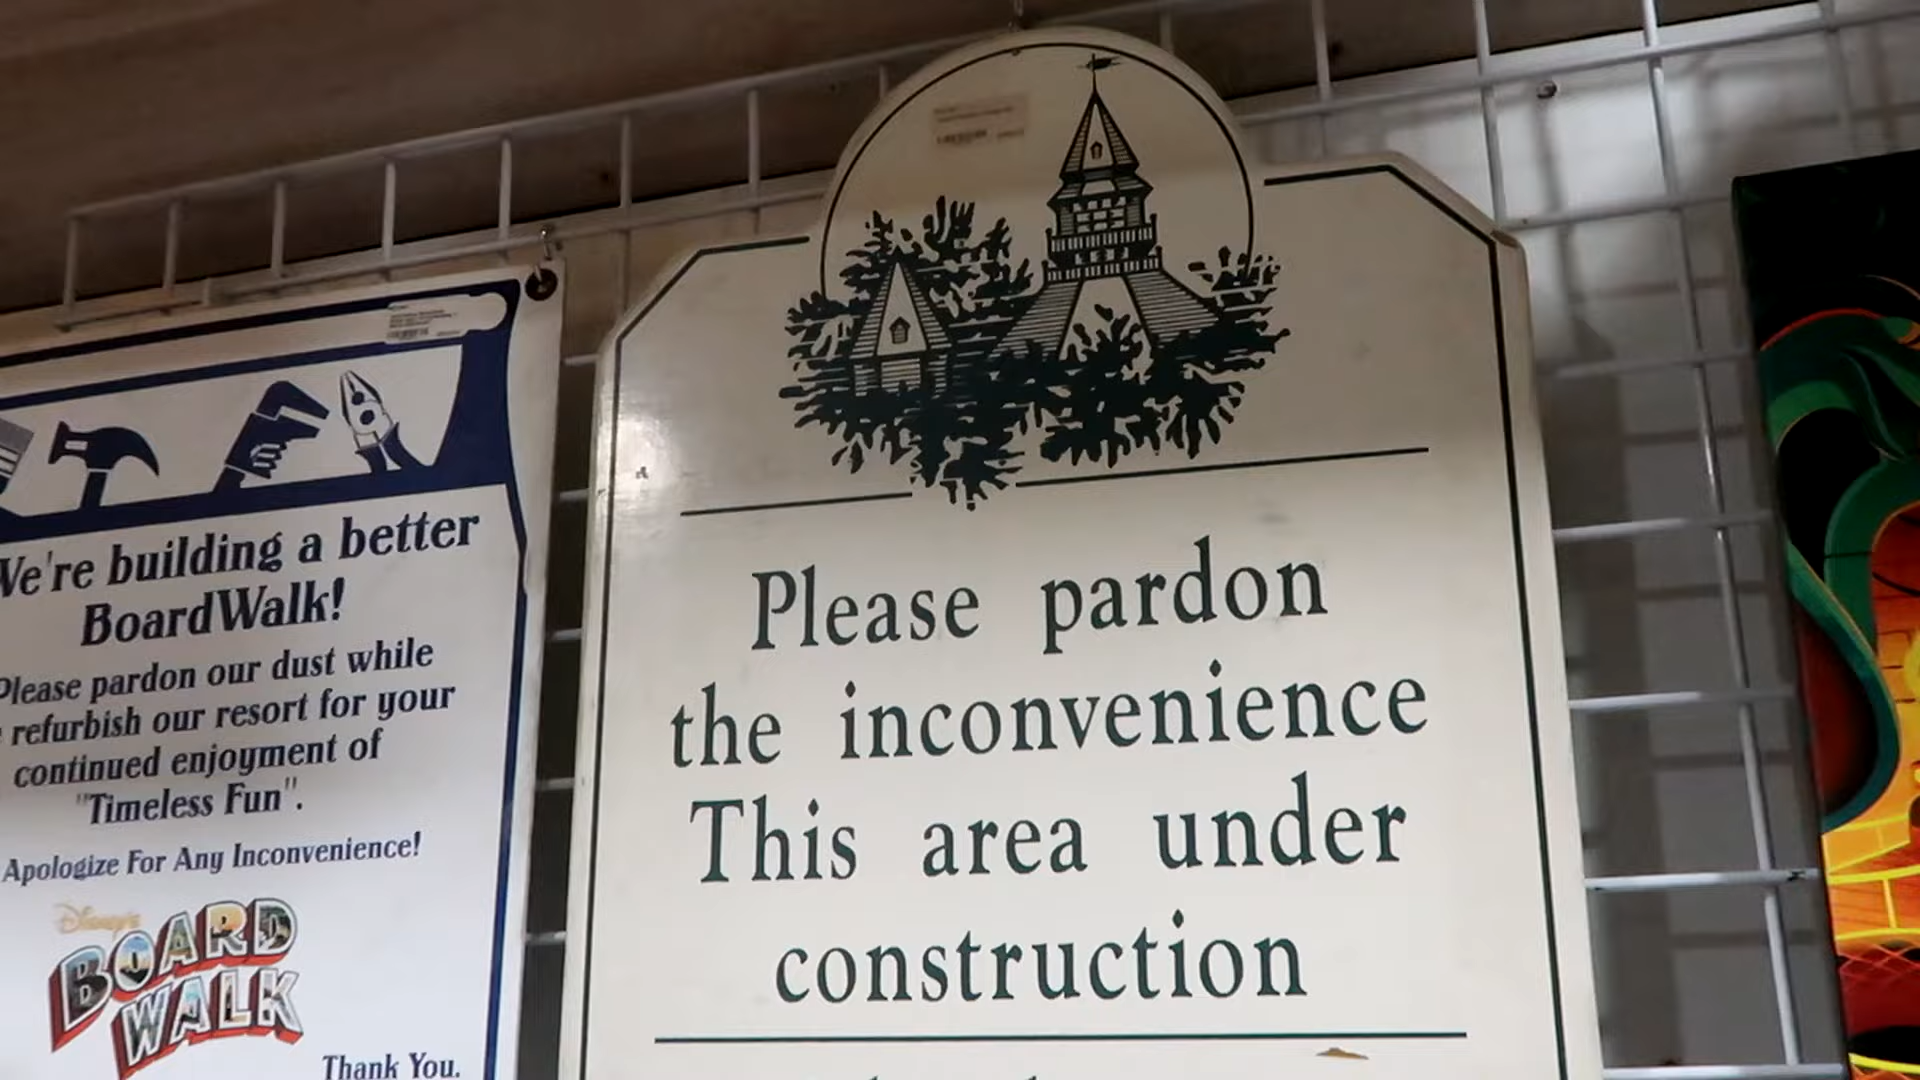 We're building a better
BoardWalk!
Please pardon our dust while
refurbish our resort for your
continued enjoyment of
"Timeless Fun".
Apologize For Any Inconvenience!
Disney's
BOARD
WALK
Thank You.
Please pardon
the inconvenience
This area under
construction